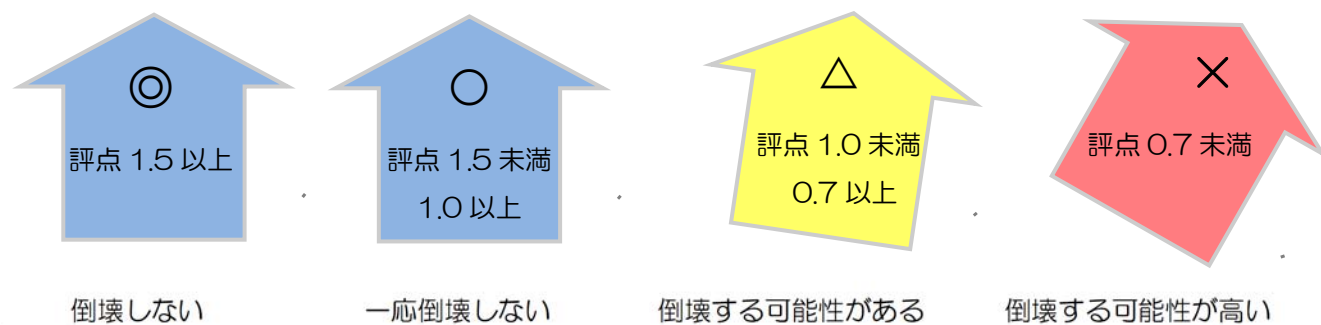 ◎
評点 1.5 以上
倒壊しない
○
評点 1.5 未満
1.0 以上
一応倒壊しない
△
評点 1.0 未満
0.7 以上
倒壊する可能性がある
×
評点 0.7 未満
倒壊する可能性が高い